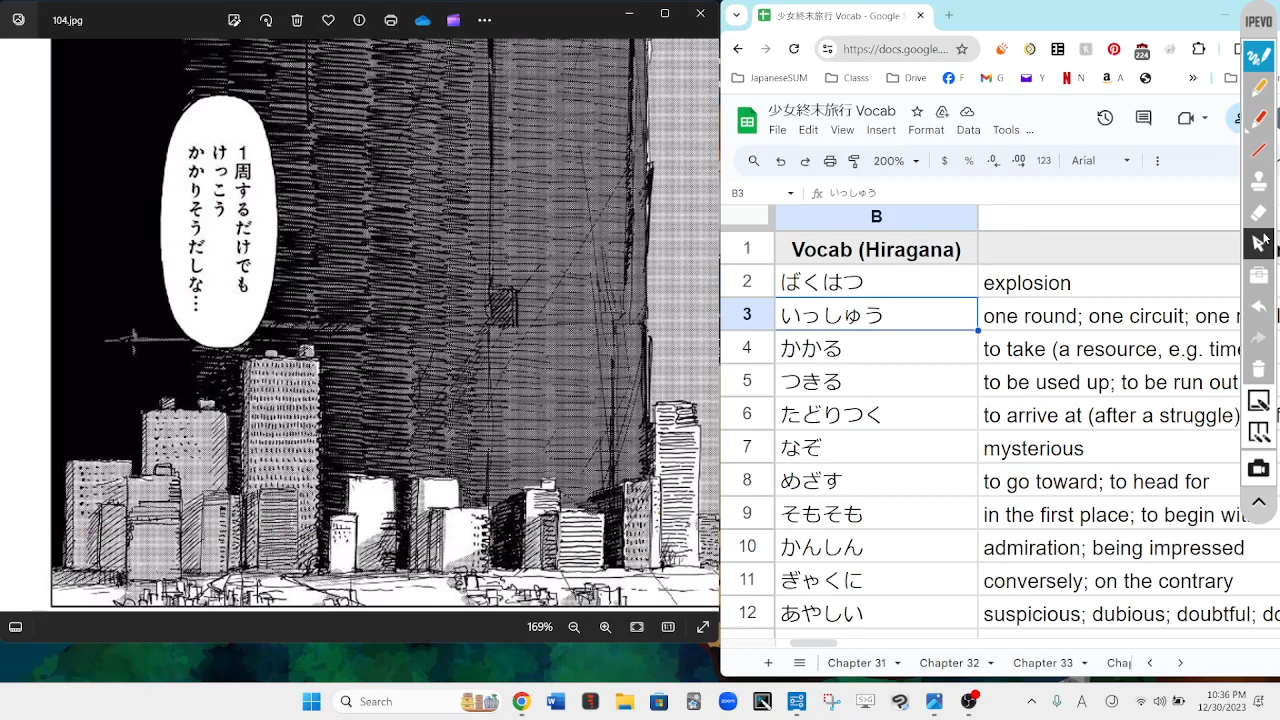 104.jpg
1周するだけでも
けっこう
かかりそうだしな…
169%
少女終末旅行 Vocab - Google S
https://docs.g
JapaneseSUM
Class
少女終末旅行 Vocab
File Edit View Insert Format Tools
200%
$ % .00 123 Arial
B3
fx いっしゅう
B
1 Vocab (Hiragana)
2 ばくはつ explosion
3 いっしゅう one round; one circuit; one r
4 かかる to take (a resource, e.g. time
5 つきる to be used up; to be run out
6 たどりつく to arrive at (after a struggle)
7 なぞ mysterious
8 めざす to go toward; to head for
9 そもそも in the first place; to begin wit
10 かんしん admiration; being impressed
11 ぎゃくに conversely; on the contrary
12 あやしい suspicious; dubious; doubtful; do
Chapter 31 Chapter 32 Chapter 33 Chap
IPEVO
Search
zoom
10:36 PM
12/30/2023